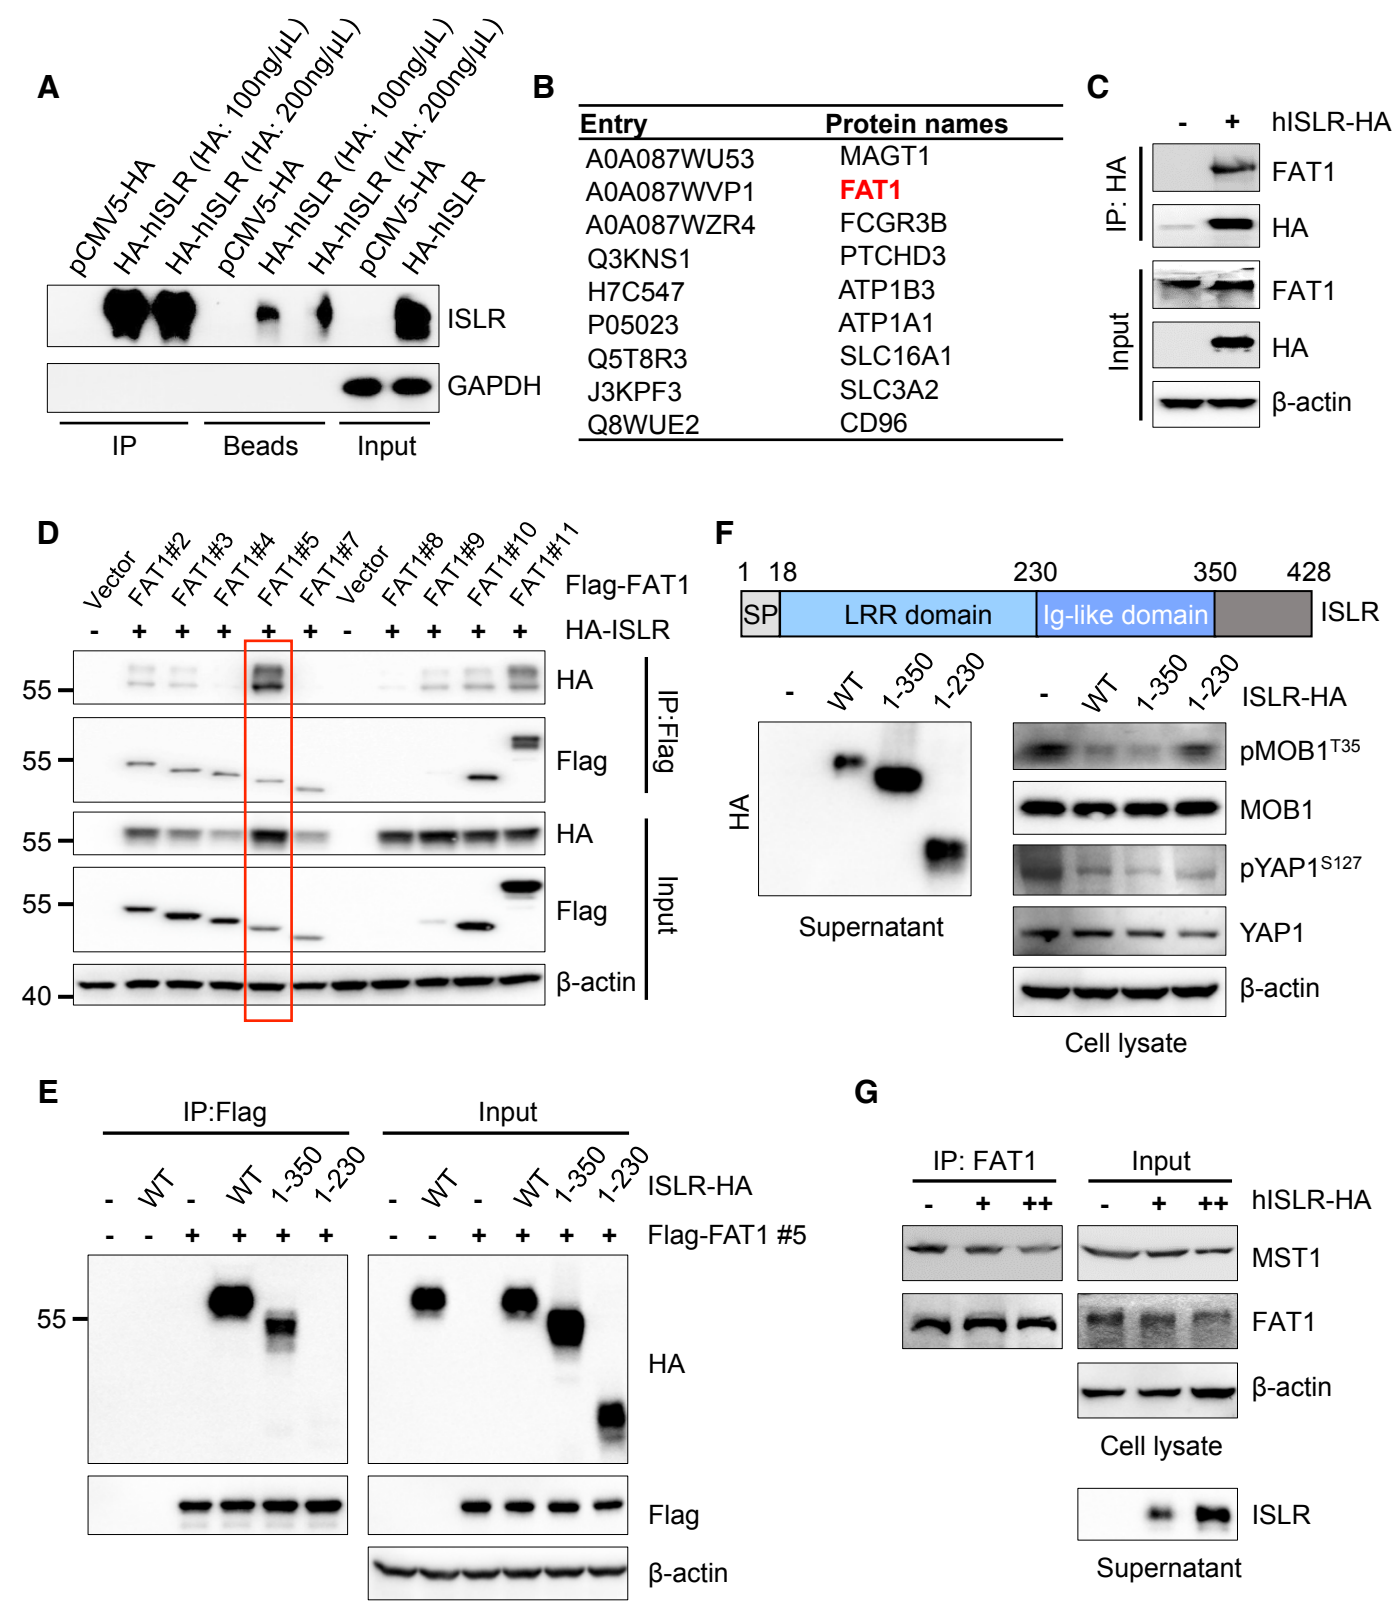 A
pCMV5-HA
HA-hISLR (HA: 100ng/µL)
HA-hISLR (HA: 200ng/µL)
pCMV5-HA
HA-hISLR (HA: 100ng/µL)
HA-hISLR (HA: 200ng/µL)
pCMV5-HA
HA-hISLR
ISLR
GAPDH
IP Beads Input
B
Entry Protein names
A0A087WU53 MAGT1
A0A087WVP1 FAT1
A0A087WZR4 FCGR3B
Q3KNS1 PTCHD3
H7C547 ATP1B3
P05023 ATP1A1
Q5T8R3 SLC16A1
J3KPF3 SLC3A2
Q8WUE2 CD96
C
- + hISLR-HA
IP: HA
FAT1
HA
Input
FAT1
HA
β-actin
D
Vector FAT1#2 FAT1#3 FAT1#4 FAT1#5 FAT1#7 Vector FAT1#8 FAT1#9 FAT1#10 FAT1#11 Flag-FAT1
- + + + + + - + + + + HA-ISLR
55 HA
55 Flag
IP:Flag
55 HA
55 Flag
40 β-actin
Input
F
1 18 230 350 428
SP LRR domain Ig-like domain ISLR
- WT 1-350 1-230
HA
Supernatant
- WT 1-350 1-230 ISLR-HA
pMOB1T35
MOB1
pYAP1S127
YAP1
β-actin
Cell lysate
E
IP:Flag Input
- WT - WT 1-350 1-230 - WT - WT 1-350 1-230 ISLR-HA
- - + + + + - - + + + + Flag-FAT1 #5
55
HA
Flag
β-actin
G
IP: FAT1 Input
- + ++ - + ++ hISLR-HA
MST1
FAT1
β-actin
Cell lysate
ISLR
Supernatant